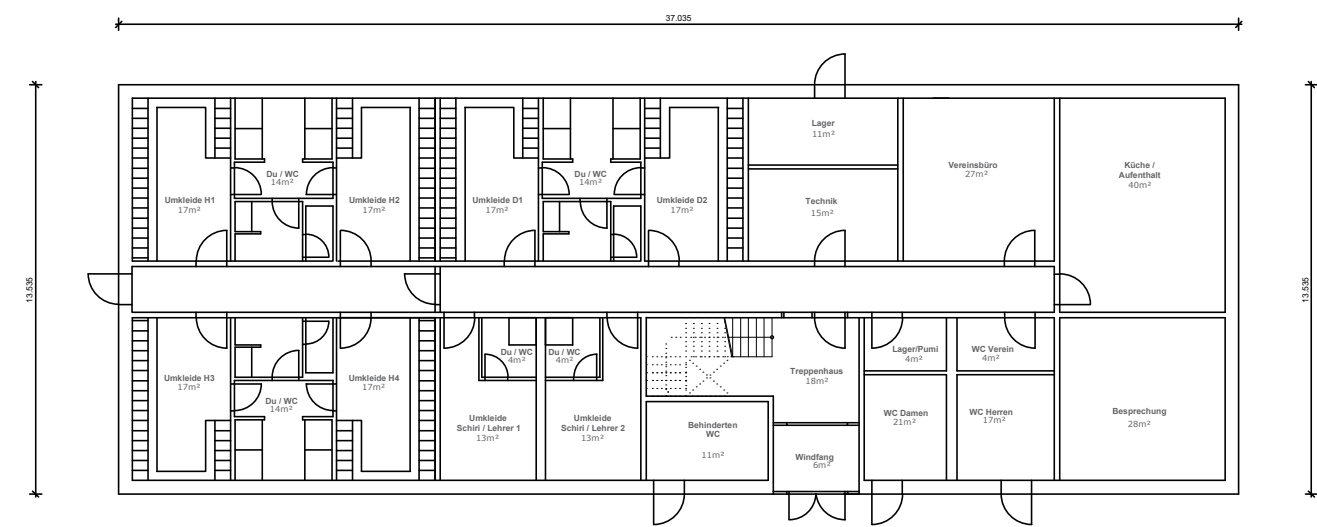 37.035
13.535
13.535
Lager
11m²
Vereinsbüro
27m²
Küche /
Aufenthalt
40m²
Du / WC
14m²
Du / WC
14m²
Umkleide H1
17m²
Umkleide H2
17m²
Umkleide D1
17m²
Umkleide D2
17m²
Technik
15m²
Du / WC
4m²
Du / WC
4m²
Lager/Pumi
4m²
WC Verein
4m²
Umkleide H3
17m²
Umkleide H4
17m²
Treppenhaus
18m²
Du / WC
14m²
Umkleide
Schiri / Lehrer 1
13m²
Umkleide
Schiri / Lehrer 2
13m²
Behinderten
WC
11m²
Windfang
6m²
WC Damen
21m²
WC Herren
17m²
Besprechung
28m²